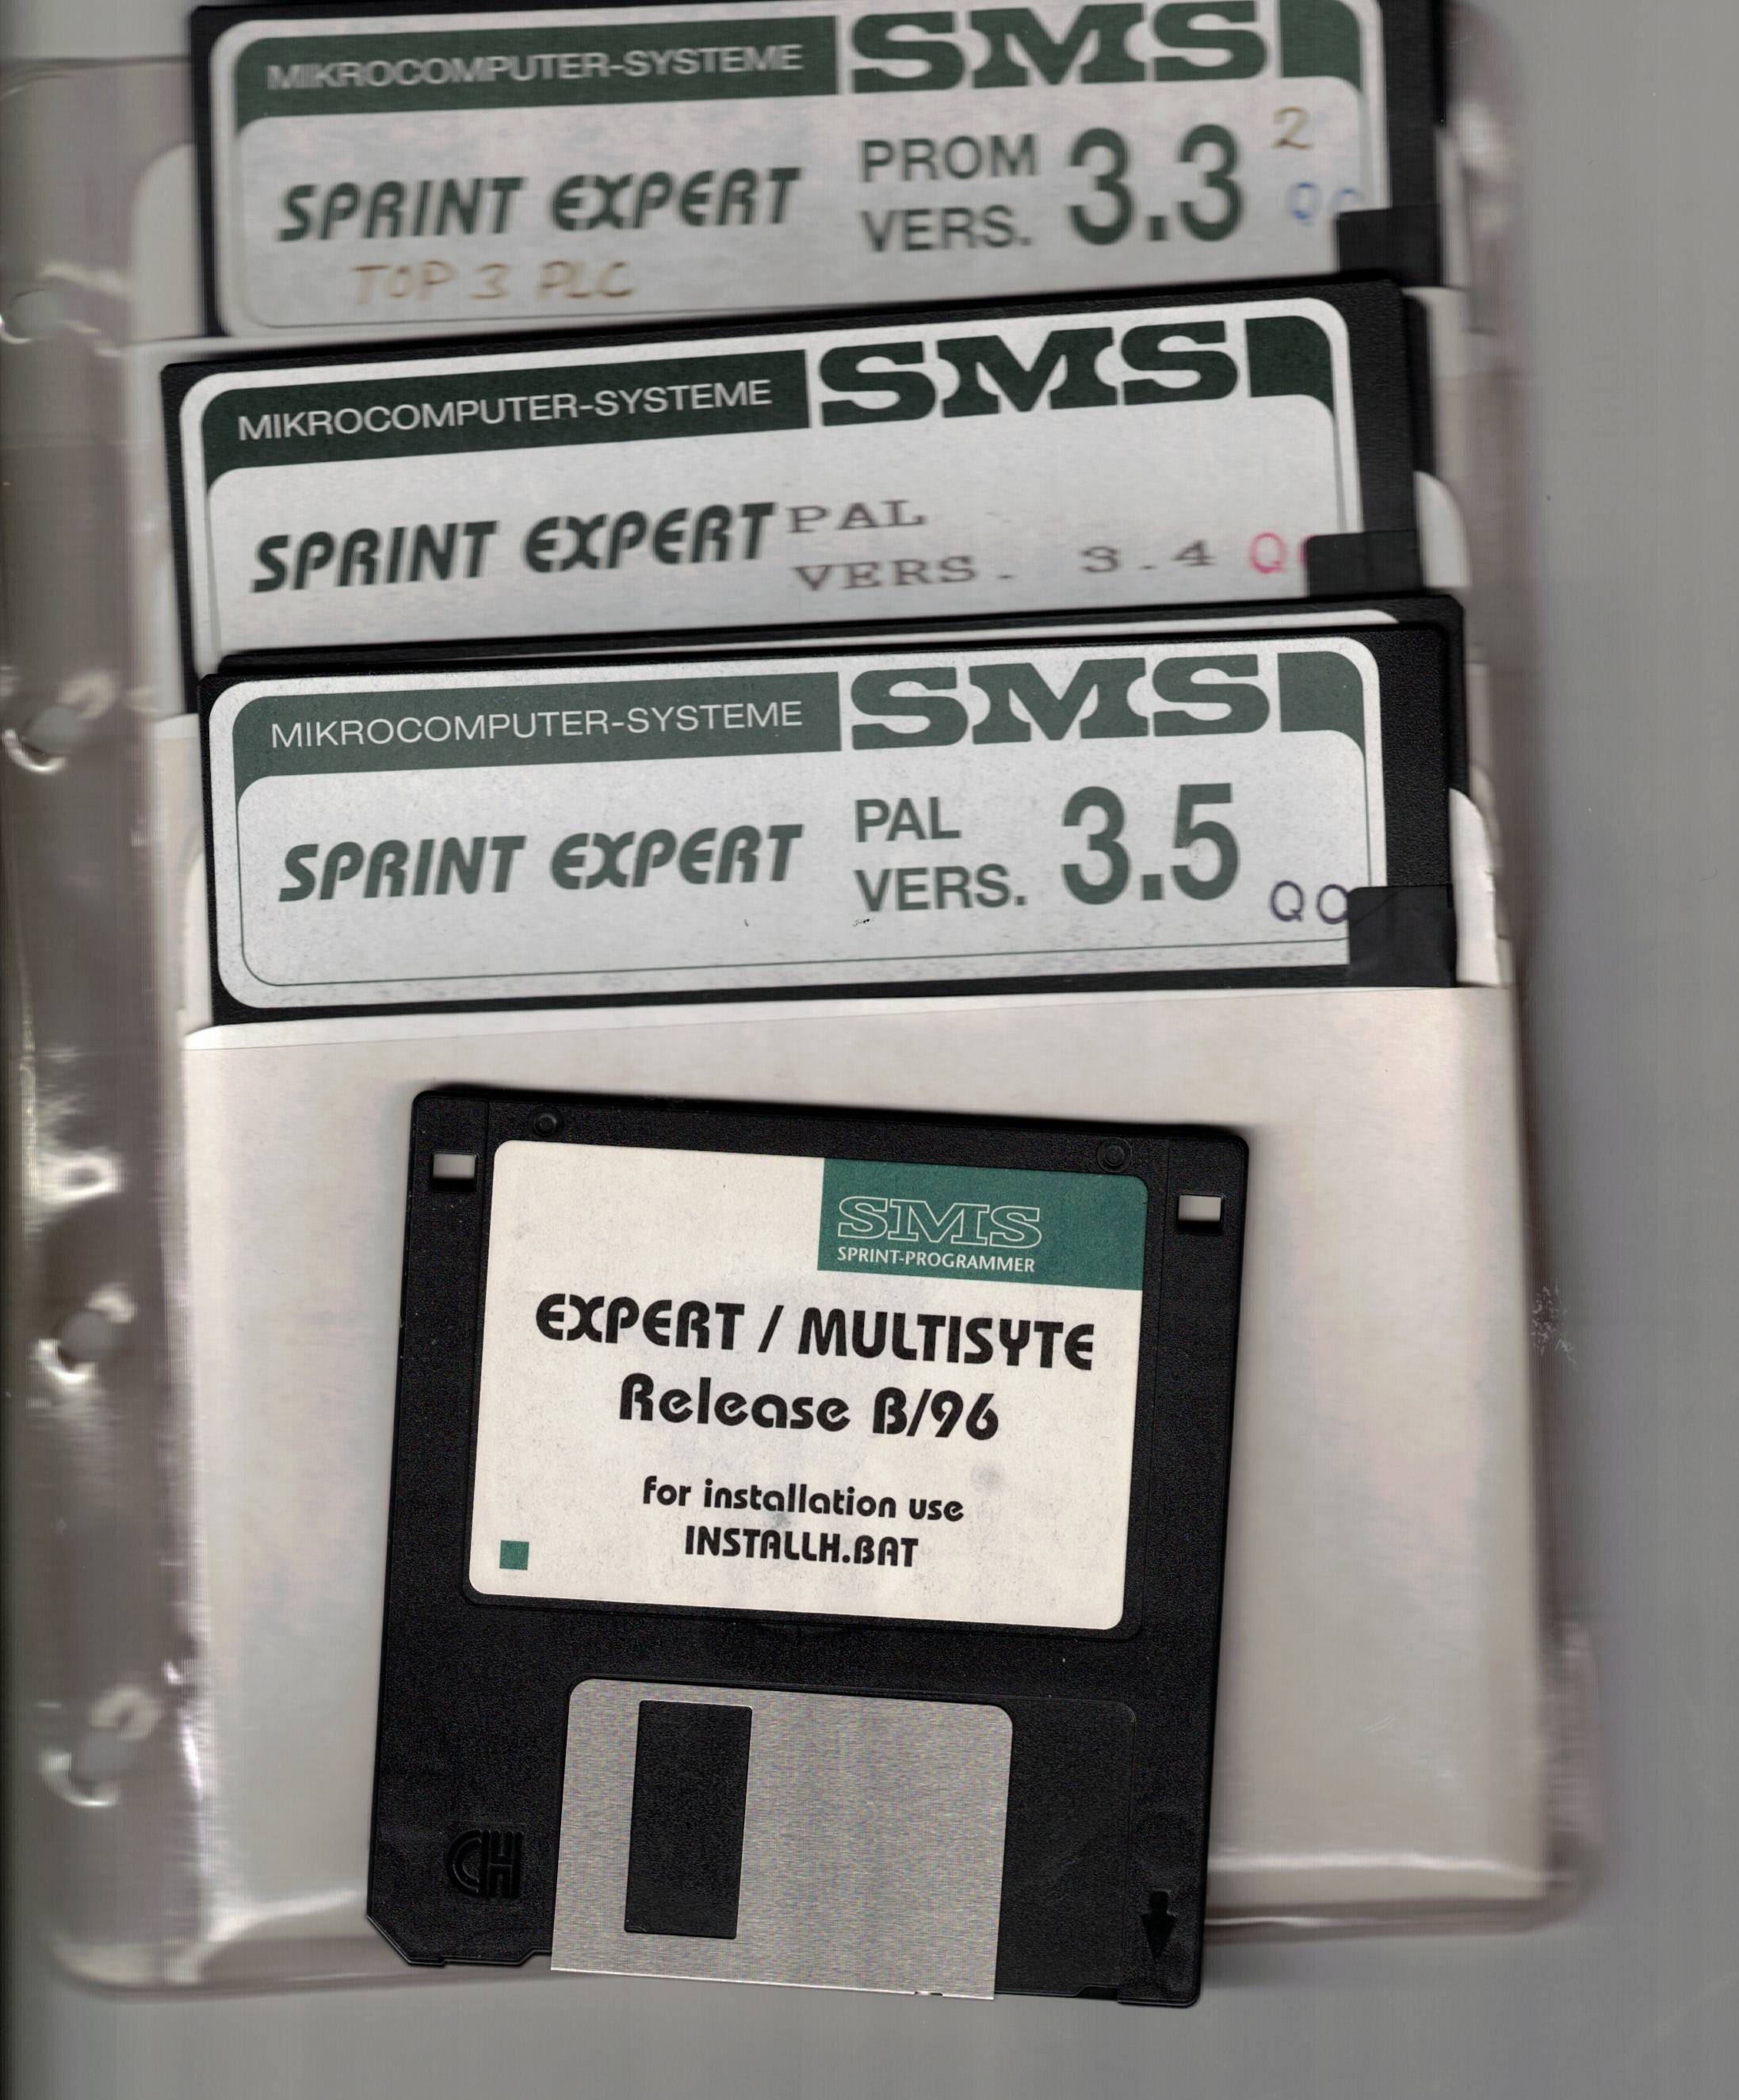 MIKROCOMPUTER-SYSTEME SMS
SPRINT EXPERT PROM VERS. 3.3 2
QC
TOP 3 PLC
MIKROCOMPUTER-SYSTEME SMS
SPRINT EXPERT PAL
VERS. 3.4 Q
MIKROCOMPUTER-SYSTEME SMS
SPRINT EXPERT PAL VERS. 3.5
QC
SMS
SPRINT-PROGRAMMER
EXPERT / MULTISYTE
Release B/96
for installation use
INSTALLH.BAT